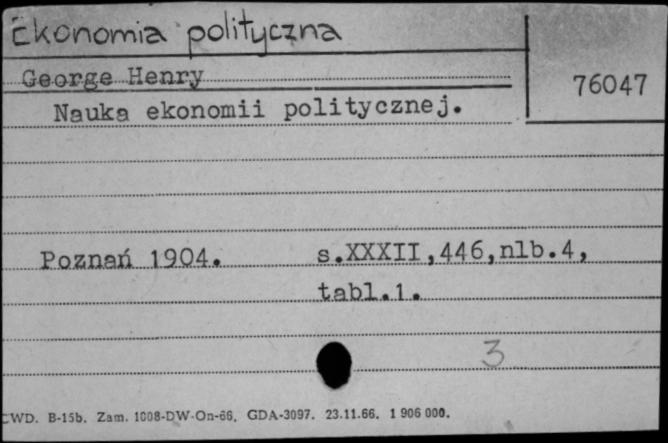 Ekonomia polityczna
George Henry
76047
Nauka ekonomii politycznej.
Poznań 1904. s.XXXII,446,nlb.4,
tabl.1.
3
CWD. B-15b. Zam. 1008-DW-On-66. GDA-3097. 23.11.66. 1 906 000.